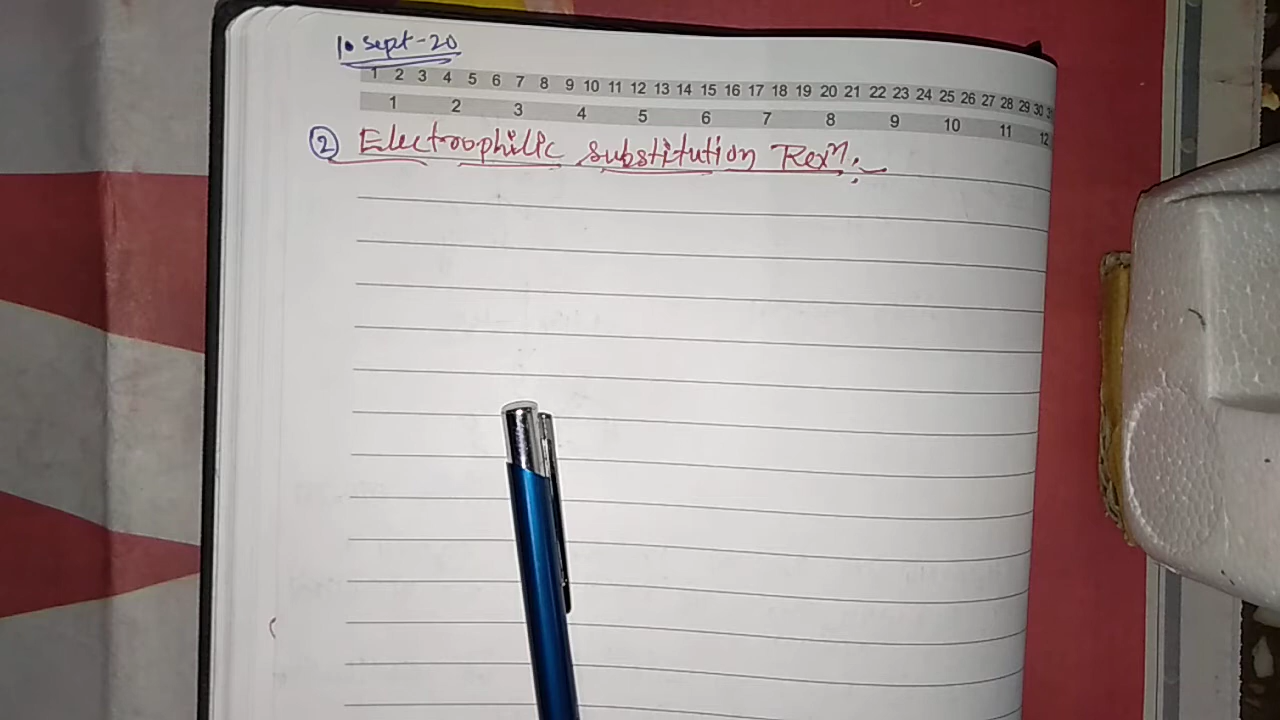 1. Sept-20
1 2 3 4 5 6 7 8 9 10 11 12 13 14 15 16 17 18 19 20 21 22 23 24 25 26 27 28 29 30 31
1 2 3 4 5 6 7 8 9 10 11 12
② Electrophilic substitution Rexn:-